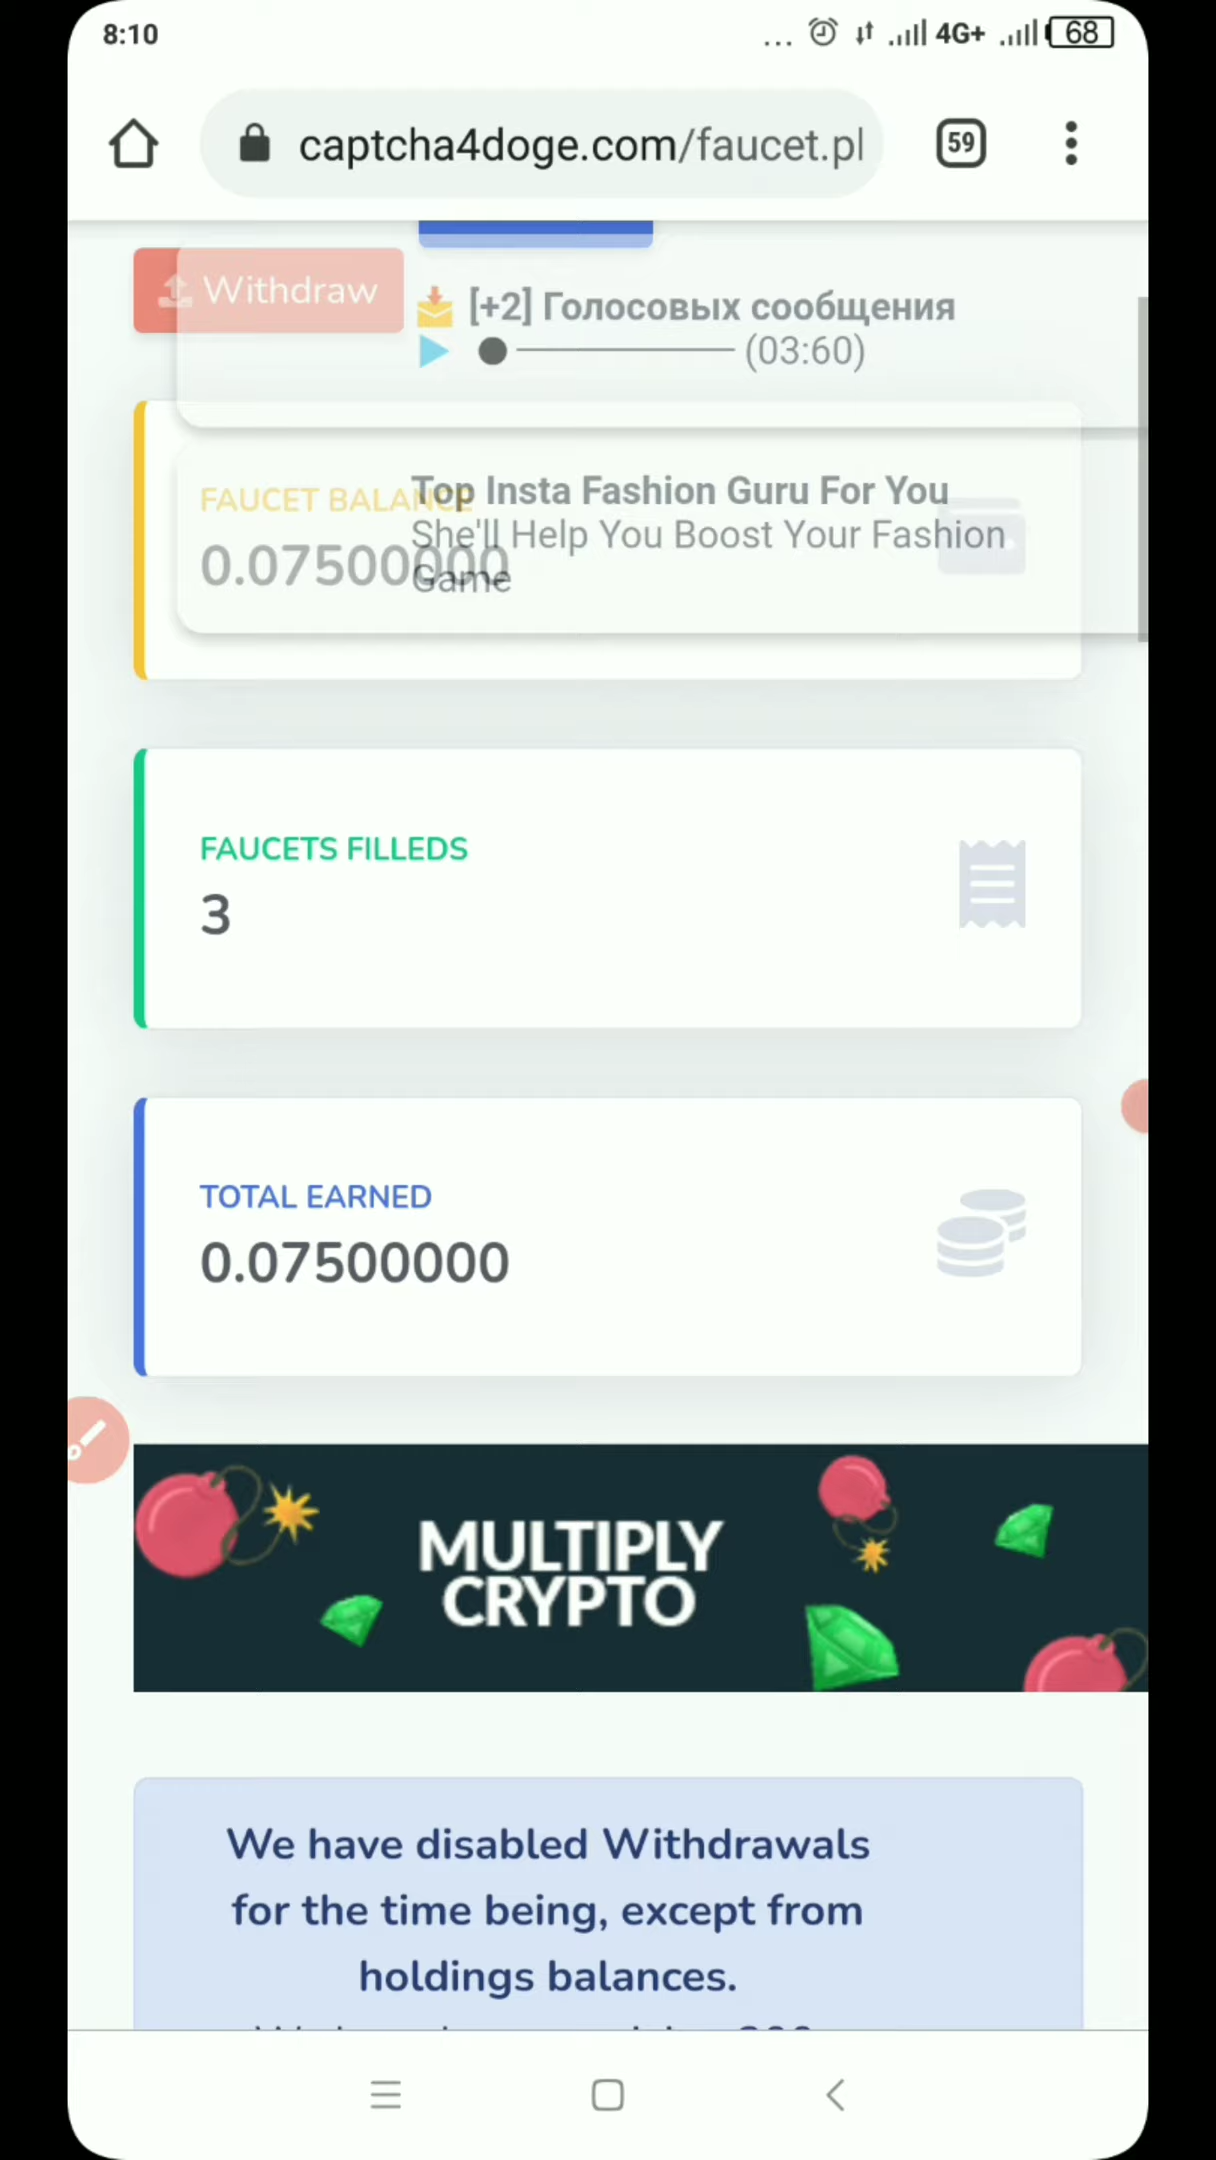 8:10
... 4G+ 68
captcha4doge.com/faucet.pl
59
Withdraw
[+2] Голосовых сообщения
(03:60)
FAUCET BALANCE
0.07500000
Top Insta Fashion Guru For You
She'll Help You Boost Your Fashion
Game
FAUCETS FILLEDS
3
TOTAL EARNED
0.07500000
MULTIPLY
CRYPTO
We have disabled Withdrawals
for the time being, except from
holdings balances.